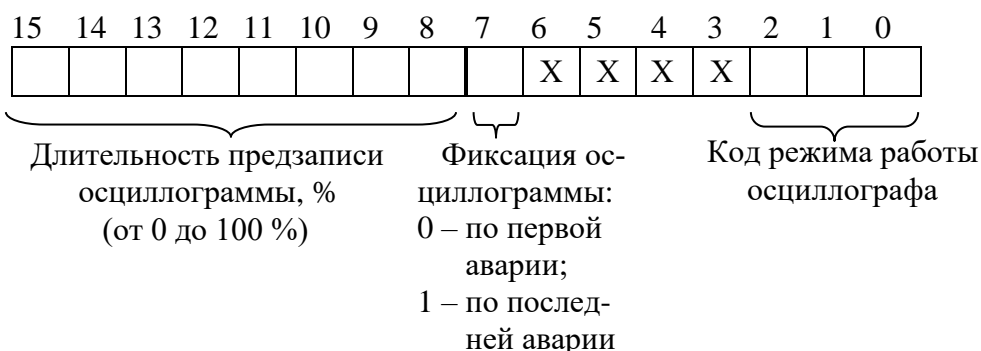 15 14 13 12 11 10 9 8 7 6 5 4 3 2 1 0
X X X X
Длительность предзаписи
осциллограммы, %
(от 0 до 100 %)
Фиксация ос-
циллограммы:
0 – по первой
аварии;
1 – по послед-
ней аварии
Код режима работы
осциллографа